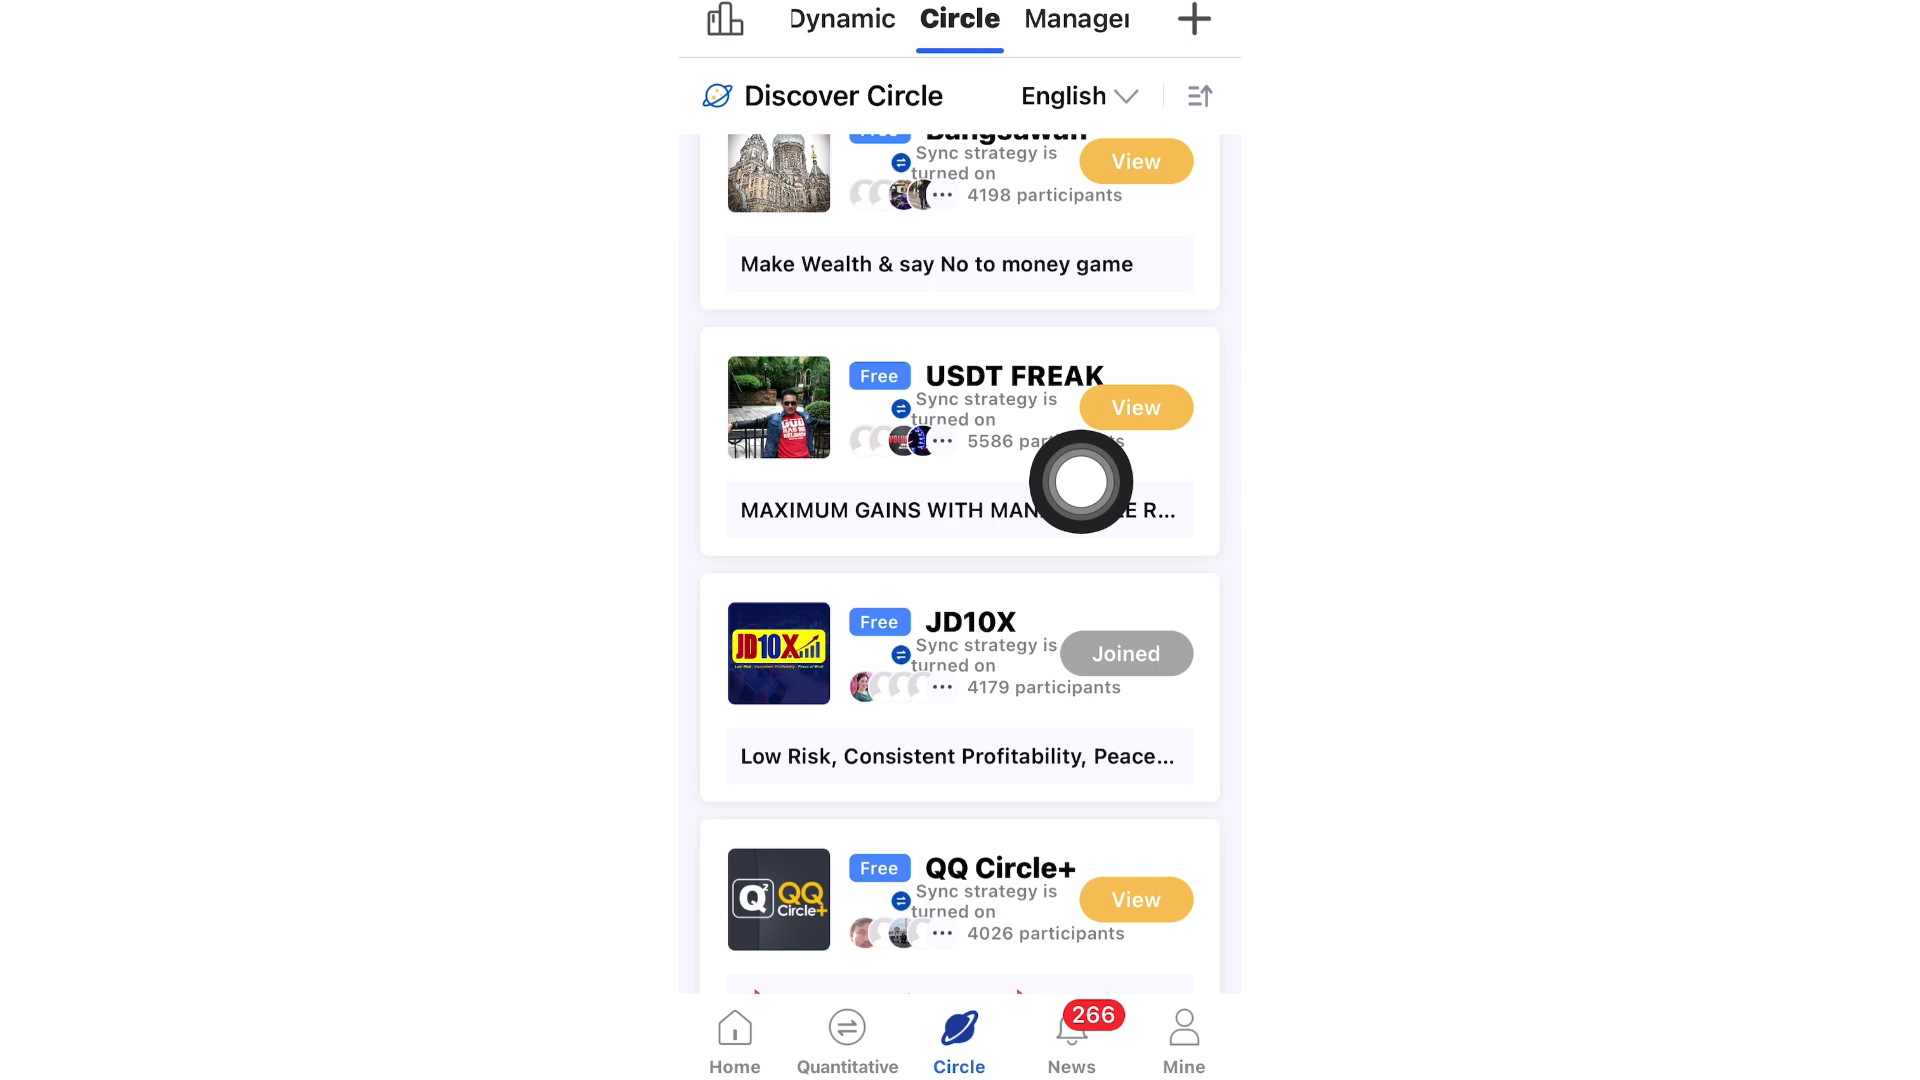 Dynamic Circle Manager
Discover Circle English
Free Bangsawan
Sync strategy is
turned on
View
4198 participants
Make Wealth & say No to money game
Free USDT FREAK
Sync strategy is
turned on
View
5586
MAXIMUM GAINS WITH R...
Free JD10X
Sync strategy is
turned on
Joined
4179 participants
JD10X
Low Risk, Consistent Profitability, Peace...
Free QQ Circle+
Sync strategy is
turned on
View
4026 participants
QQ
Circle+
266
Home Quantitative Circle News Mine